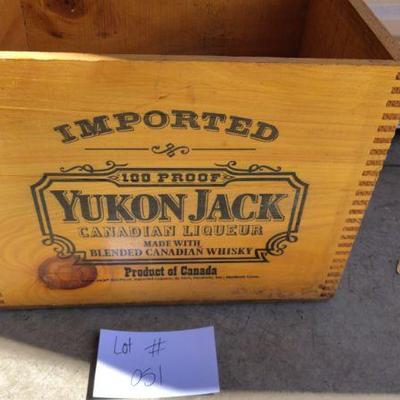 IMPORTED
100 PROOF
YUKON JACK
CANADIAN LIQUEUR
MADE WITH
BLENDED CANADIAN WHISKY
Product of Canada
Lot #
051